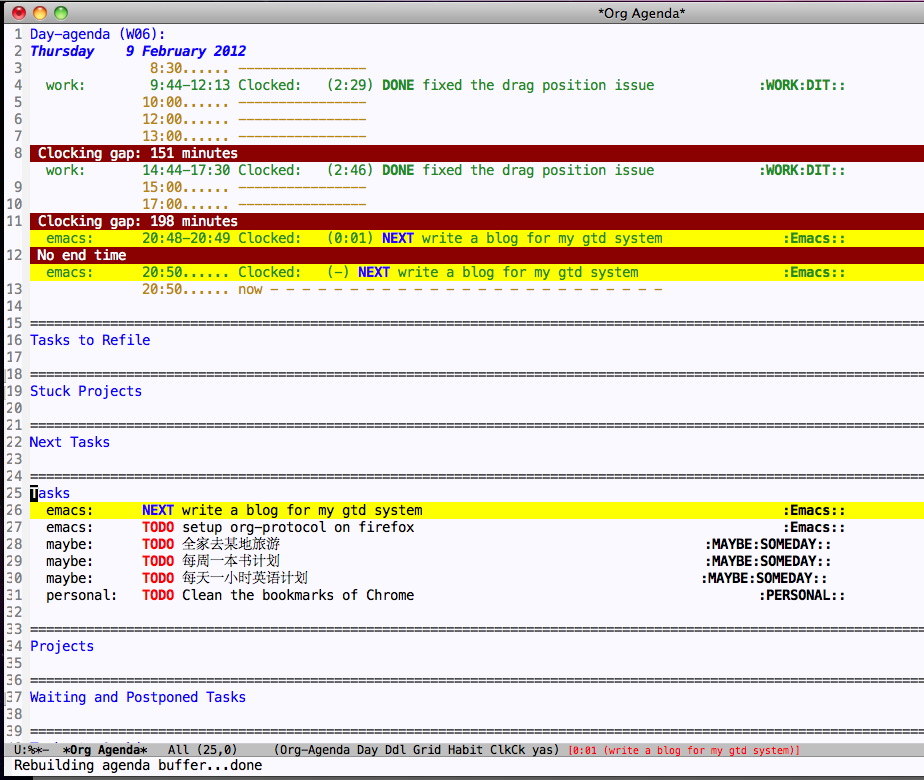 *Org Agenda*
1 Day-agenda (W06):
2 Thursday    9 February 2012
3               8:30...... ----------------
4  work:        9:44-12:13 Clocked:   (2:29) DONE fixed the drag position issue             :WORK:DIT::
5              10:00...... ----------------
6              12:00...... ----------------
7              13:00...... ----------------
8 Clocking gap: 151 minutes
  work:       14:44-17:30 Clocked:   (2:46) DONE fixed the drag position issue             :WORK:DIT::
9              15:00...... ----------------
10             17:00...... ----------------
11 Clocking gap: 198 minutes
  emacs:      20:48-20:49 Clocked:   (0:01) NEXT write a blog for my gtd system               :Emacs::
12 No end time
  emacs:      20:50...... Clocked:   (-) NEXT write a blog for my gtd system                  :Emacs::
13             20:50...... now - - - - - - - - - - - - - - - - - - - - - - - - -
14
15 ================================================================
16 Tasks to Refile
17
18 ================================================================
19 Stuck Projects
20
21 ================================================================
22 Next Tasks
23
24 ================================================================
25 Tasks
26  emacs:      NEXT write a blog for my gtd system                                             :Emacs::
27  emacs:      TODO setup org-protocol on firefox                                              :Emacs::
28  maybe:      TODO 全家去某地旅游                                                     :MAYBE:SOMEDAY::
29  maybe:      TODO 每周一本书计划                                                     :MAYBE:SOMEDAY::
30  maybe:      TODO 每天一小时英语计划                                                 :MAYBE:SOMEDAY::
31  personal:   TODO Clean the bookmarks of Chrome                                           :PERSONAL::
32
33 ================================================================
34 Projects
35
36 ================================================================
37 Waiting and Postponed Tasks
38
39 ================================================================
U:%*-  *Org Agenda*   All (25,0)     (Org-Agenda Day Ddl Grid Habit ClkCk yas) [0:01 (write a blog for my gtd system)]
Rebuilding agenda buffer...done